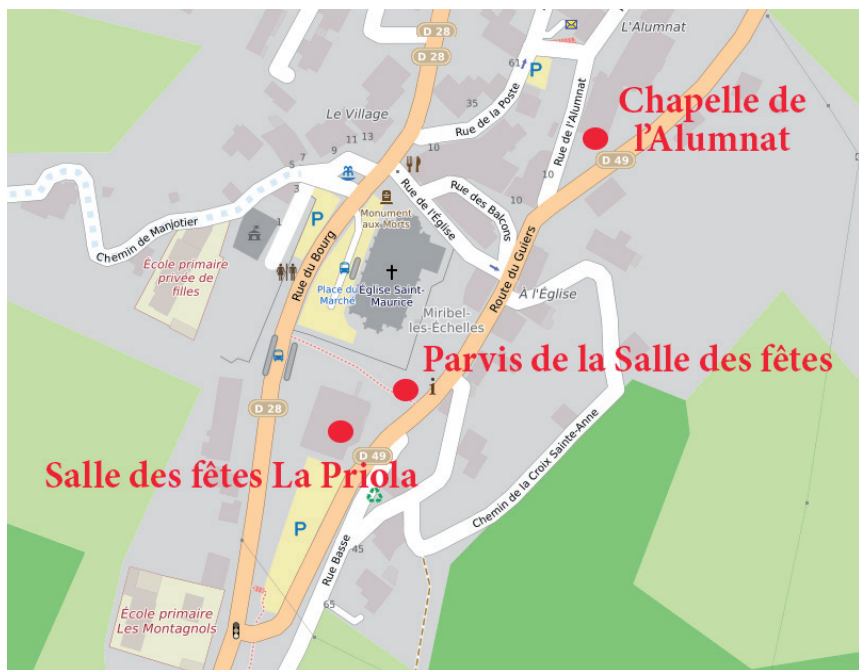 D 28
L'Alumnat
D 28
61
P
Chapelle de
l'Alumnat
Le Village
35
Rue de la Poste
Rue de l'Alumnat
D 49
13
11
9
7
5
3
1
10
10
10
Rue des Balcons
Rue de l'Église
Monument
aux Morts
P
Chemin de Manjotier
École primaire
privée de
filles
Rue du Bourg
Place du
Marché
Église Saint-
Maurice
Route du Guiers
À l'Église
Miribel-
les-Échelles
Parvis de la Salle des fêtes
i
D 28
D 49
Salle des fêtes La Priola
Chemin de la Croix Sainte-Anne
P
45
Rue Basse
65
École primaire
Les Montagnols